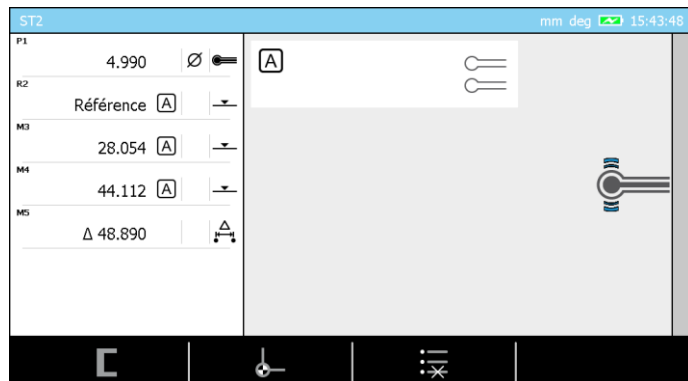 ST2
mm deg 15:43:48
P1
4.990 Ø
R2
Référence A
M3
28.054 A
M4
44.112 A
M5
Δ 48.890 Δ
A